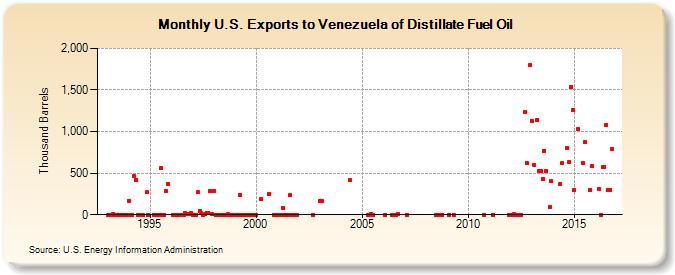 Monthly U.S. Exports to Venezuela of Distillate Fuel Oil
Thousand Barrels
2,000
1,500
1,000
500
0
1995 2000 2005 2010 2015
Source: U.S. Energy Information Administration